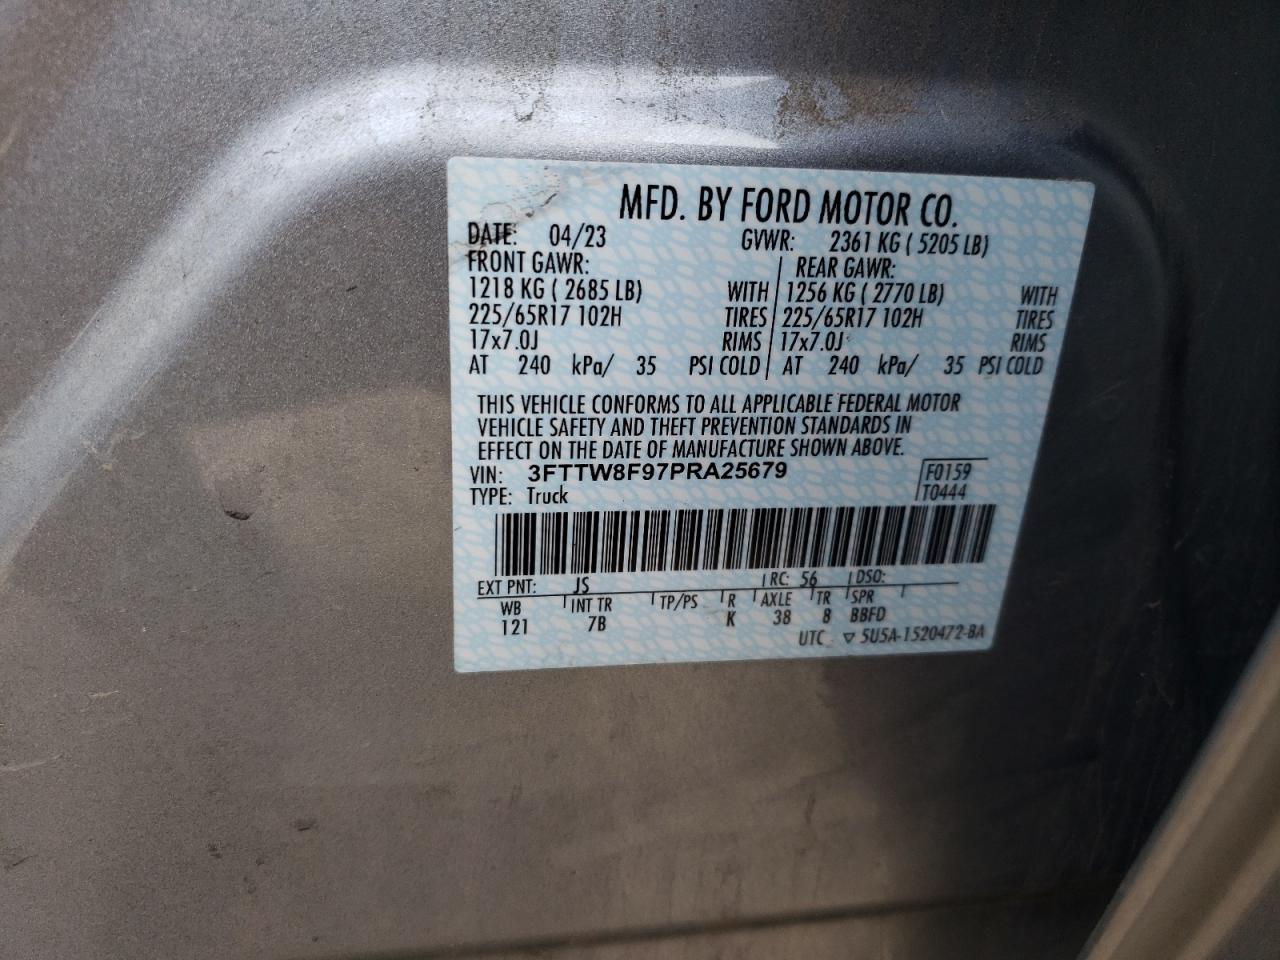 MFD. BY FORD MOTOR CO.
DATE: 04/23 GVWR: 2361 KG ( 5205 LB)
FRONT GAWR: REAR GAWR:
1218 KG ( 2685 LB) WITH 1256 KG ( 2770 LB) WITH
225/65R17 102H TIRES 225/65R17 102H TIRES
17x7.0J RIMS 17x7.0J RIMS
AT 240 kPa/ 35 PSI COLD AT 240 kPa/ 35 PSI COLD
THIS VEHICLE CONFORMS TO ALL APPLICABLE FEDERAL MOTOR
VEHICLE SAFETY AND THEFT PREVENTION STANDARDS IN
EFFECT ON THE DATE OF MANUFACTURE SHOWN ABOVE.
VIN: 3FTTW8F97PRA25679 F0159
TYPE: Truck T0444
EXT PNT: JS RC: 56 DSO:
WB INT TR TP/PS R AXLE TR SPR
121 7B K 38 8 BBFD
UTC ▽ 5U5A-1520472-BA